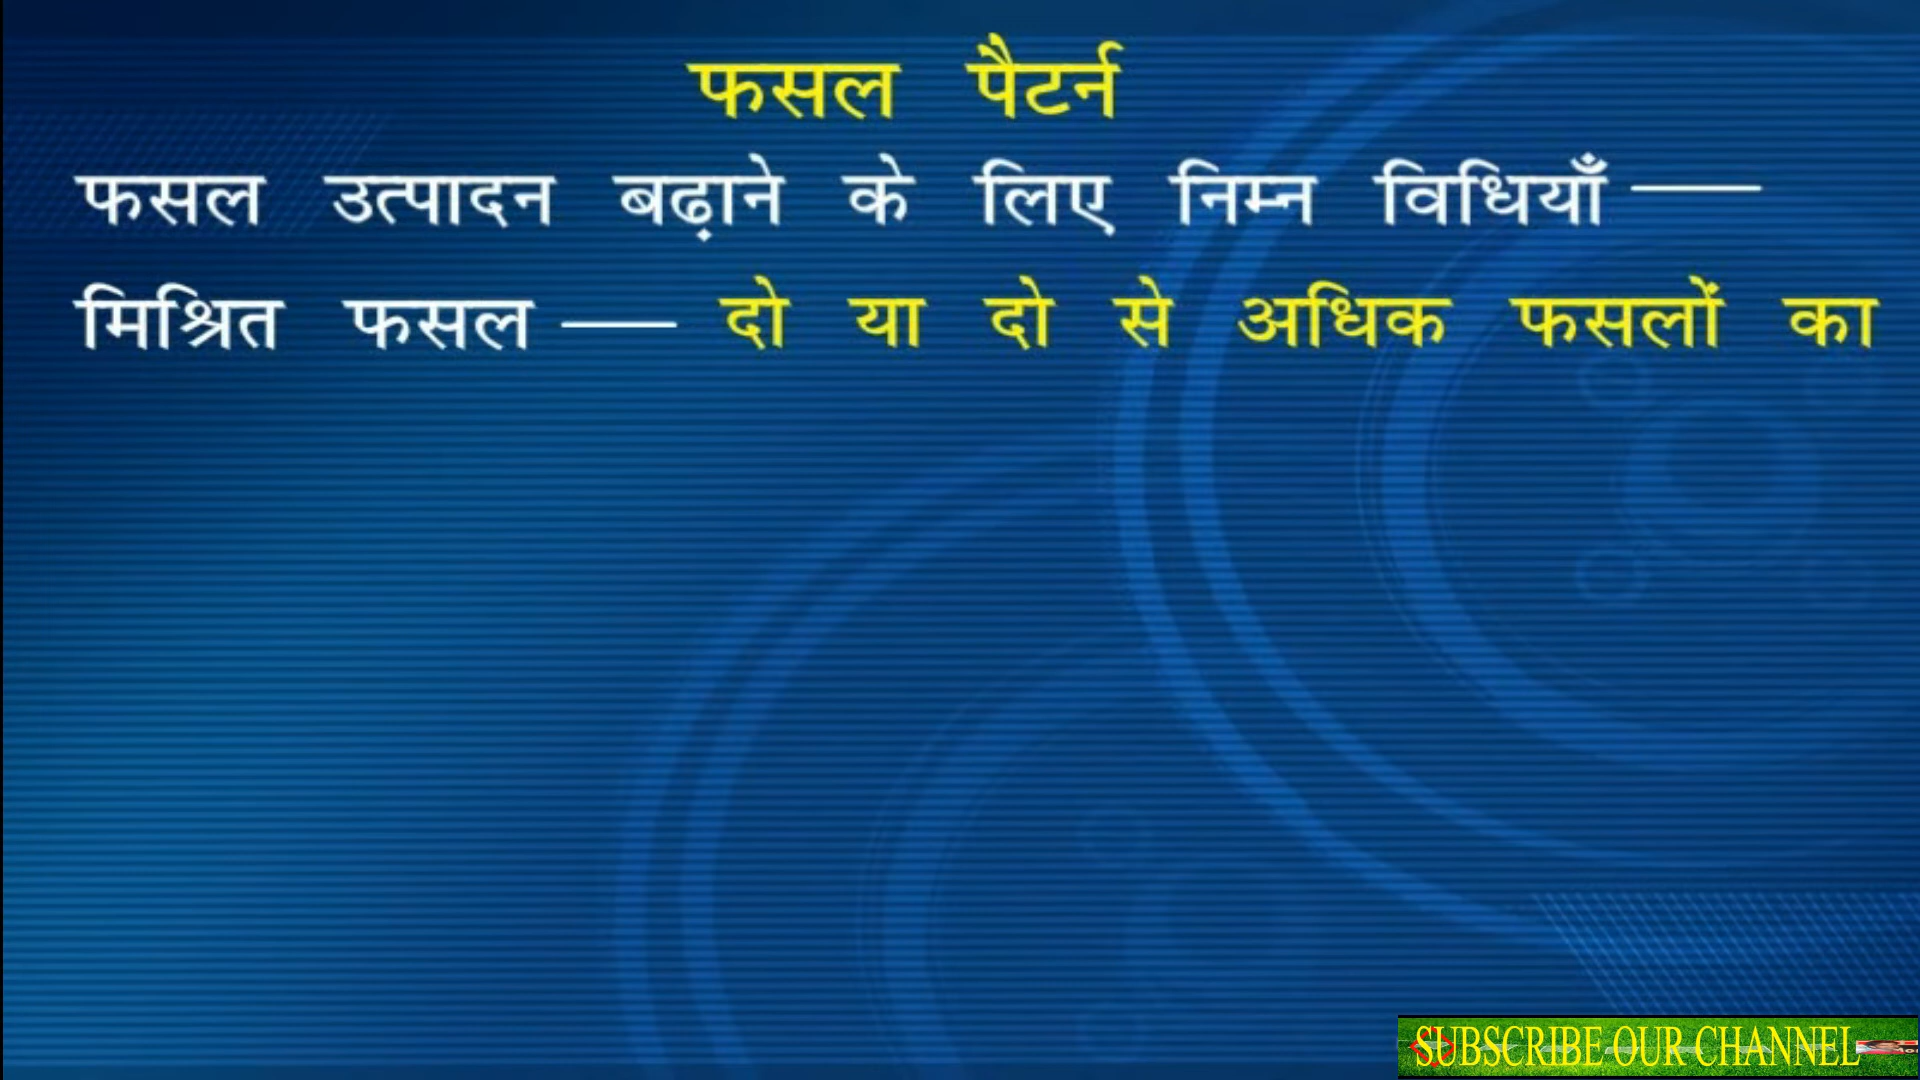 फसल पैटर्न
फसल उत्पादन बढ़ाने के लिए निम्न विधियाँ —
मिश्रित फसल — दो या दो से अधिक फसलों का
SUBSCRIBE OUR CHANNEL